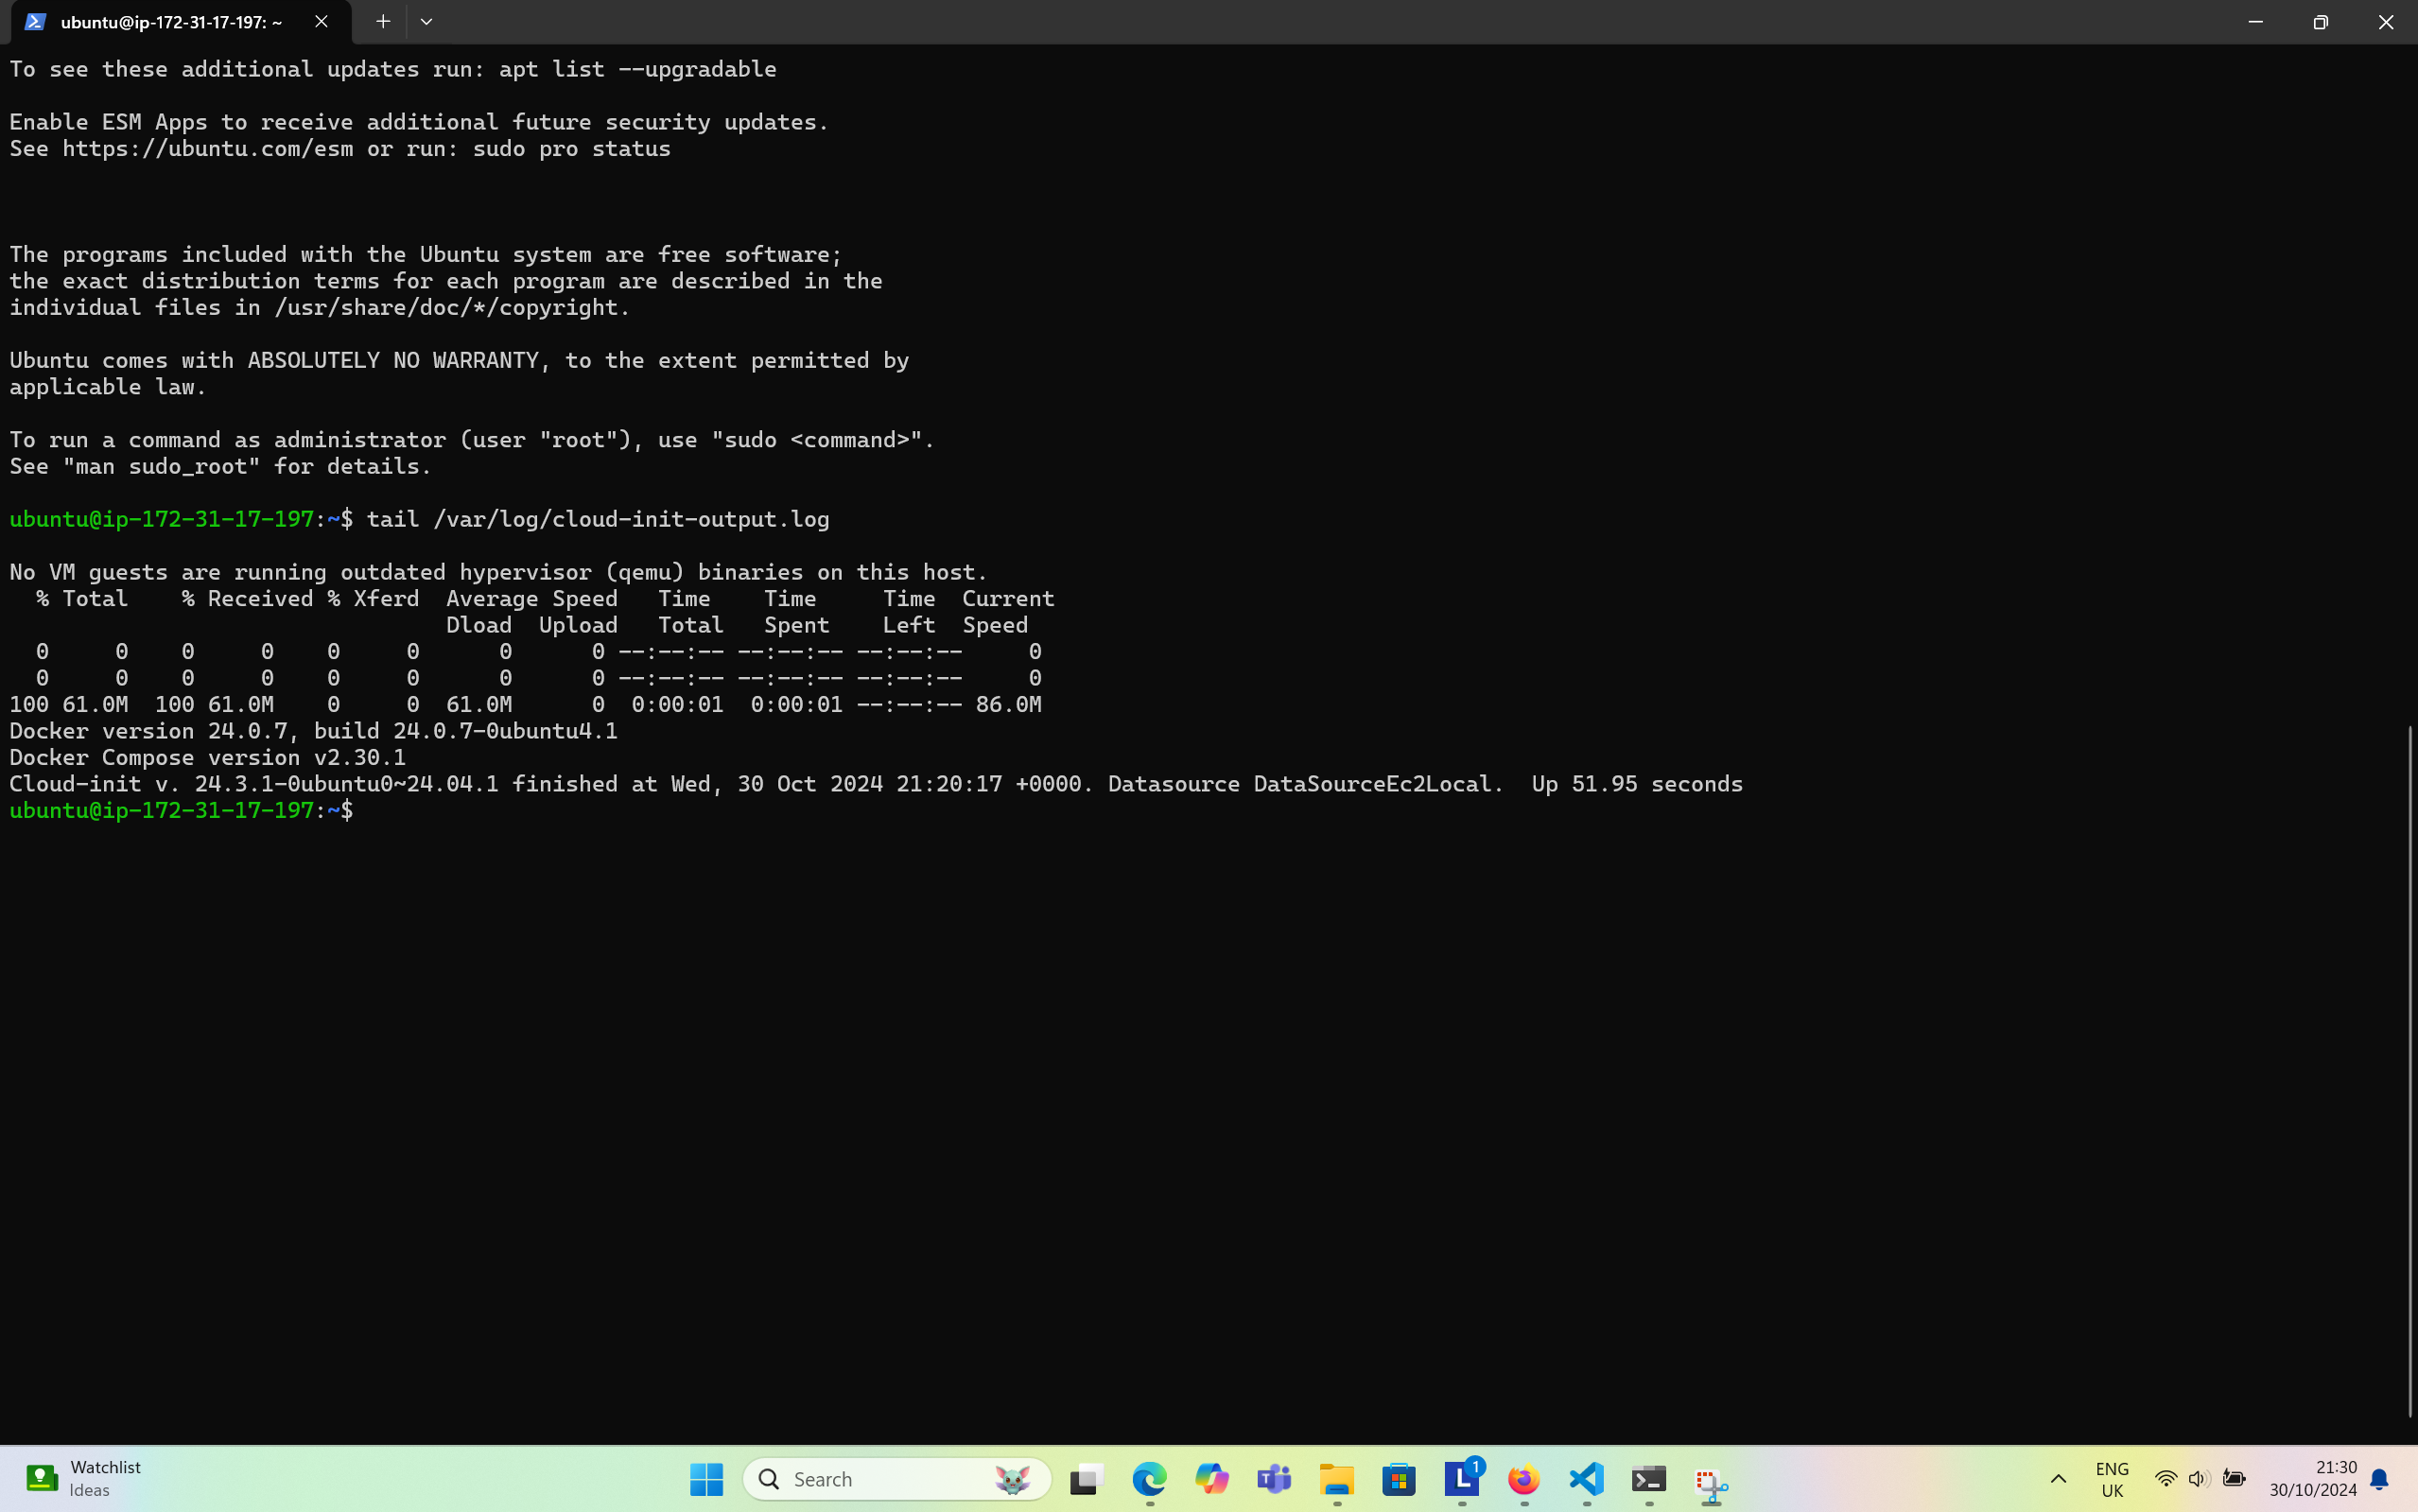 ubuntu@ip-172-31-17-197: ~
To see these additional updates run: apt list --upgradable
Enable ESM Apps to receive additional future security updates.
See https://ubuntu.com/esm or run: sudo pro status
The programs included with the Ubuntu system are free software;
the exact distribution terms for each program are described in the
individual files in /usr/share/doc/*/copyright.
Ubuntu comes with ABSOLUTELY NO WARRANTY, to the extent permitted by
applicable law.
To run a command as administrator (user "root"), use "sudo <command>".
See "man sudo_root" for details.
ubuntu@ip-172-31-17-197:~$ tail /var/log/cloud-init-output.log
No VM guests are running outdated hypervisor (qemu) binaries on this host.
  % Total    % Received % Xferd  Average Speed   Time    Time     Time  Current
                                 Dload  Upload   Total   Spent    Left  Speed
  0     0    0     0    0     0      0      0 --:--:-- --:--:-- --:--:--     0
  0     0    0     0    0     0      0      0 --:--:-- --:--:-- --:--:--     0
100 61.0M  100 61.0M    0     0  61.0M      0  0:00:01  0:00:01 --:--:-- 86.0M
Docker version 24.0.7, build 24.0.7-0ubuntu4.1
Docker Compose version v2.30.1
Cloud-init v. 24.3.1-0ubuntu0~24.04.1 finished at Wed, 30 Oct 2024 21:20:17 +0000. Datasource DataSourceEc2Local.  Up 51.95 seconds
ubuntu@ip-172-31-17-197:~$
Watchlist
Ideas
Search
T
L
1
ENG
UK
21:30
30/10/2024